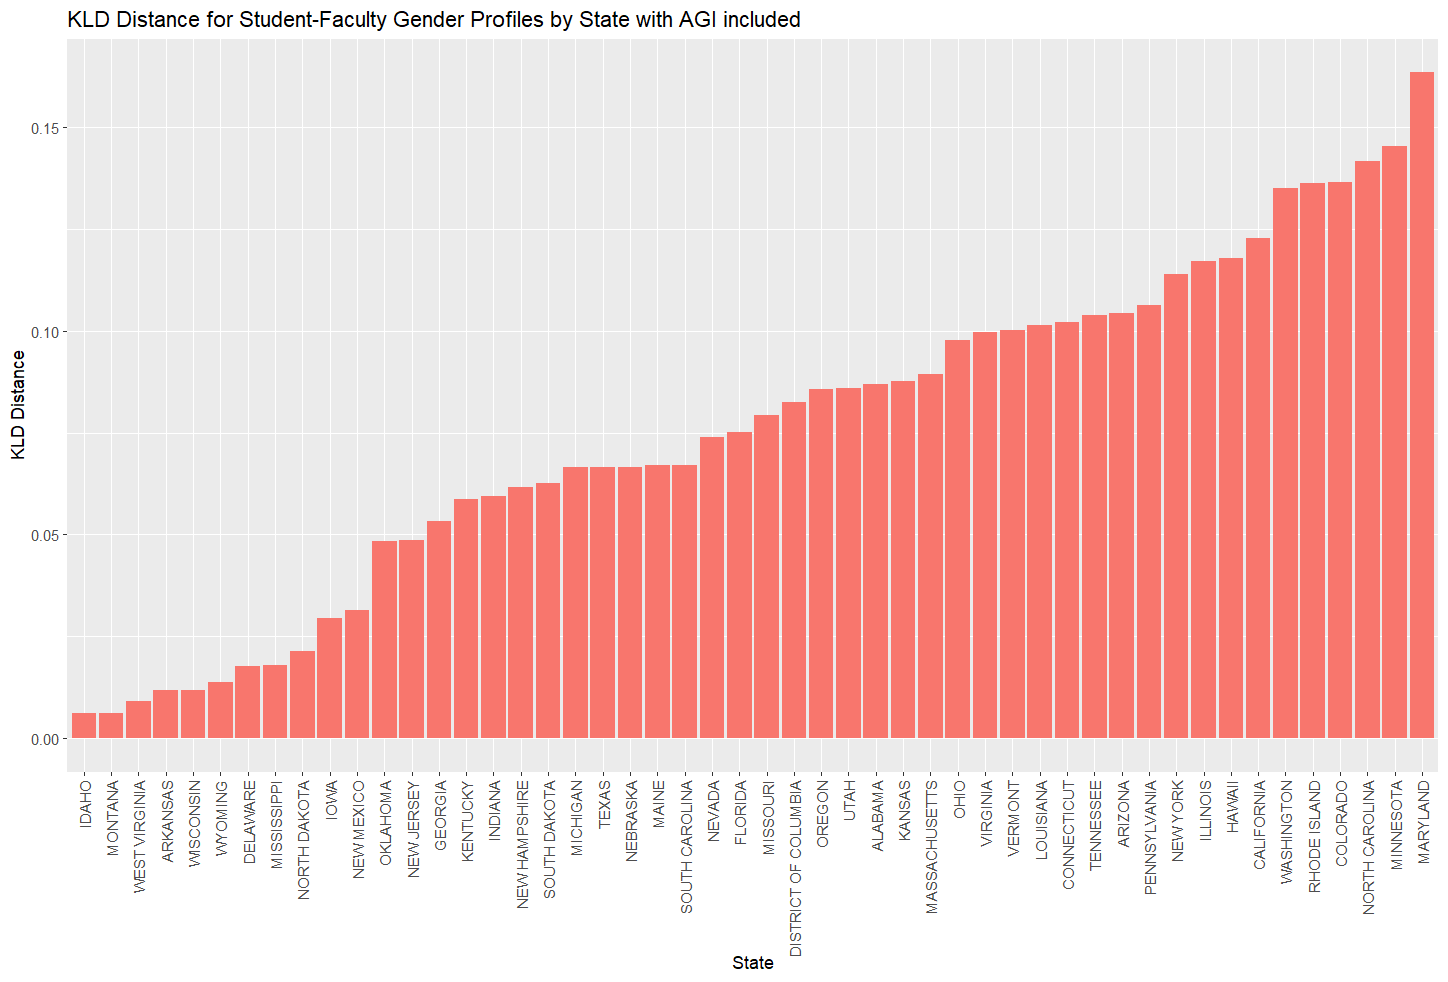 KLD Distance for Student-Faculty Gender Profiles by State with AGI included
KLD Distance
0.15
0.10
0.05
0.00
IDAHO
MONTANA
WEST VIRGINIA
ARKANSAS
WISCONSIN
WYOMING
DELAWARE
MISSISSIPPI
NORTH DAKOTA
IOWA
NEW MEXICO
OKLAHOMA
NEW JERSEY
GEORGIA
KENTUCKY
INDIANA
NEW HAMPSHIRE
SOUTH DAKOTA
MICHIGAN
TEXAS
NEBRASKA
MAINE
SOUTH CAROLINA
NEVADA
FLORIDA
MISSOURI
DISTRICT OF COLUMBIA
OREGON
UTAH
ALABAMA
KANSAS
MASSACHUSETTS
OHIO
VIRGINIA
VERMONT
LOUISIANA
CONNECTICUT
TENNESSEE
ARIZONA
PENNSYLVANIA
NEW YORK
ILLINOIS
HAWAII
CALIFORNIA
WASHINGTON
RHODE ISLAND
COLORADO
NORTH CAROLINA
MINNESOTA
MARYLAND
State